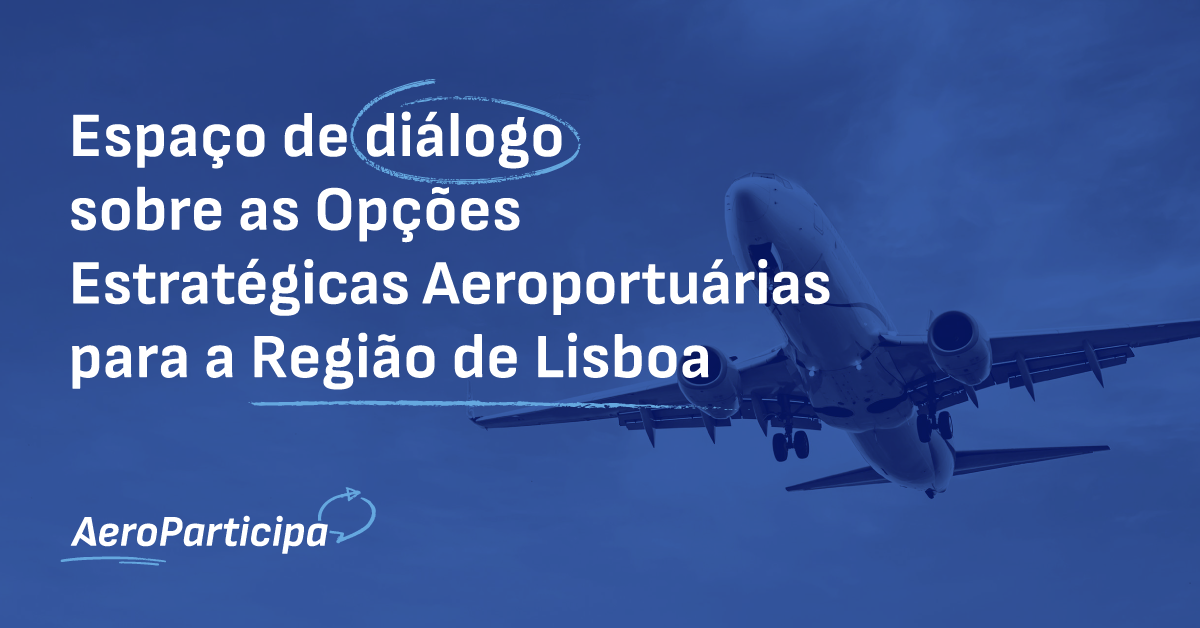 Espaço de diálogo
sobre as Opções
Estratégicas Aeroportuárias
para a Região de Lisboa
AeroParticipa